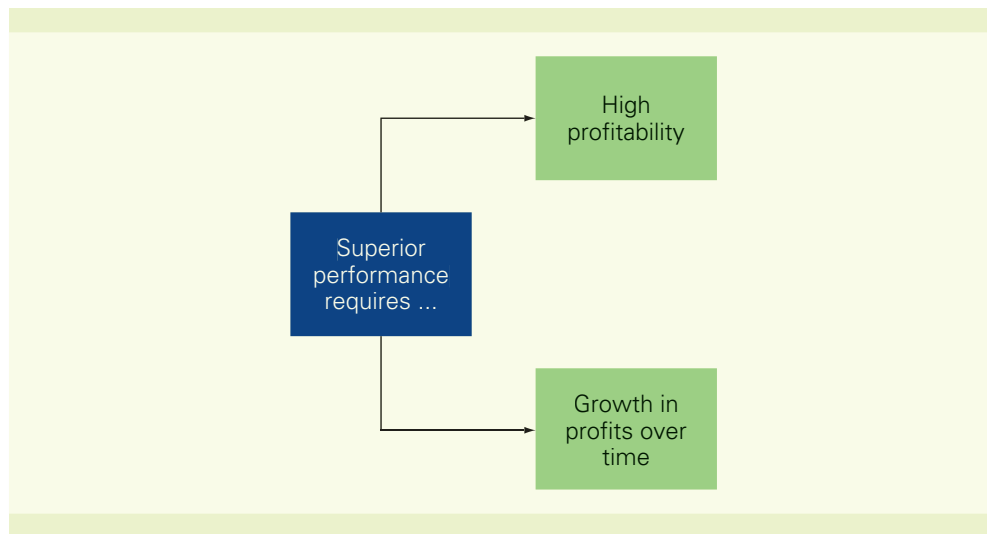 High
profitability
Superior
performance
requires ...
Growth in
profits over
time